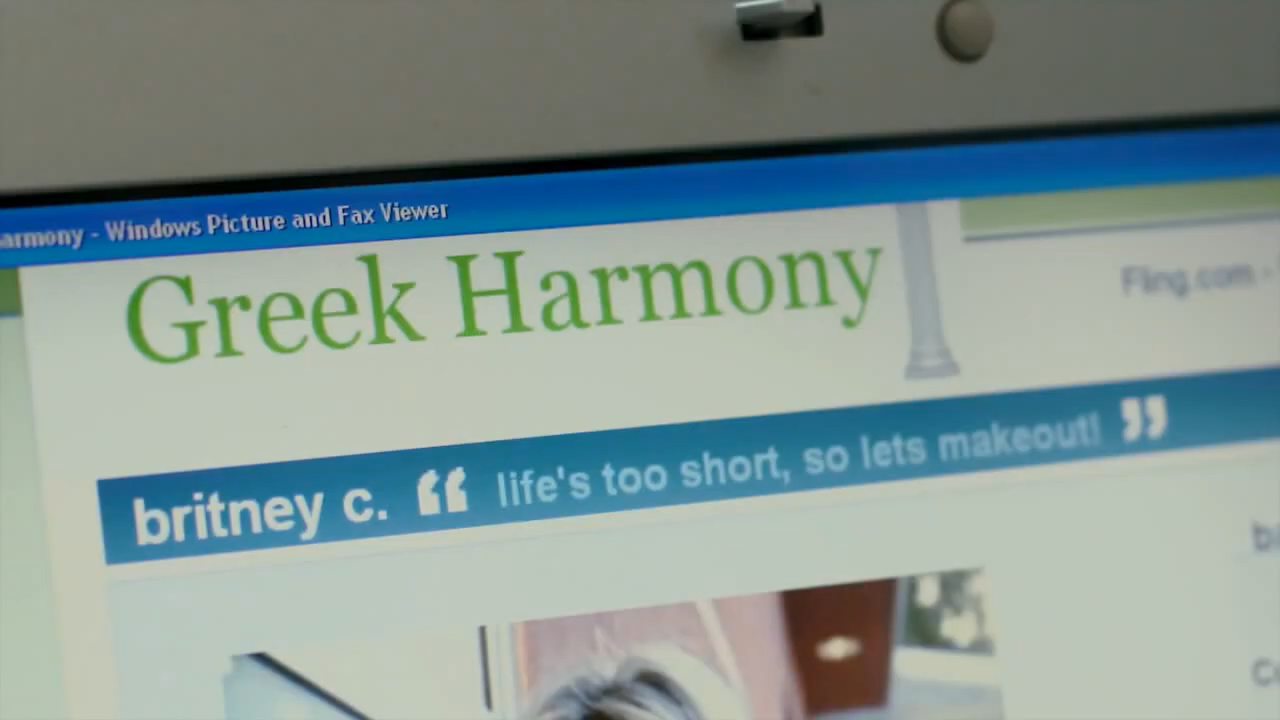 armony - Windows Picture and Fax Viewer
Greek Harmony
Fling.com -
britney c. “ life's too short, so lets makeout! ”